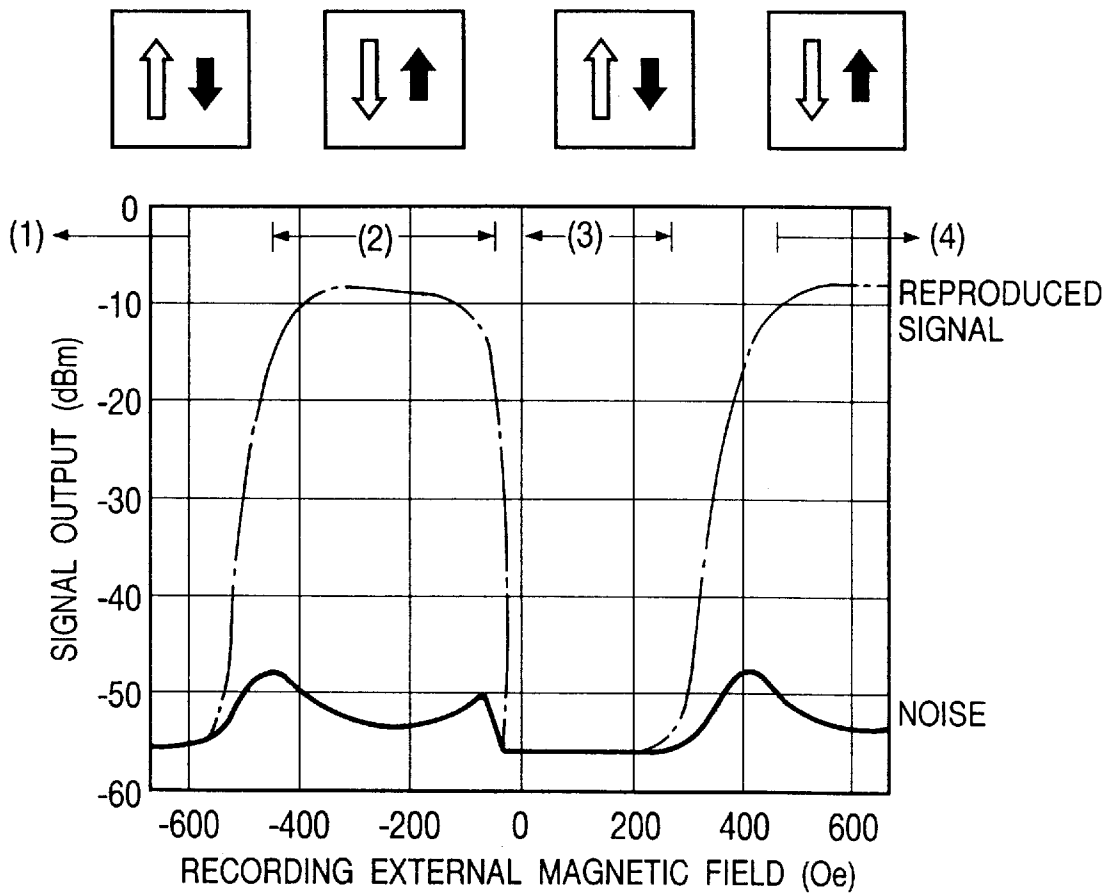 0
(1)
(2)
(3)
(4)
-10
REPRODUCED
SIGNAL
-20
-30
-40
-50
NOISE
-60
SIGNAL OUTPUT (dBm)
-600 -400 -200 0 200 400 600
RECORDING EXTERNAL MAGNETIC FIELD (Oe)